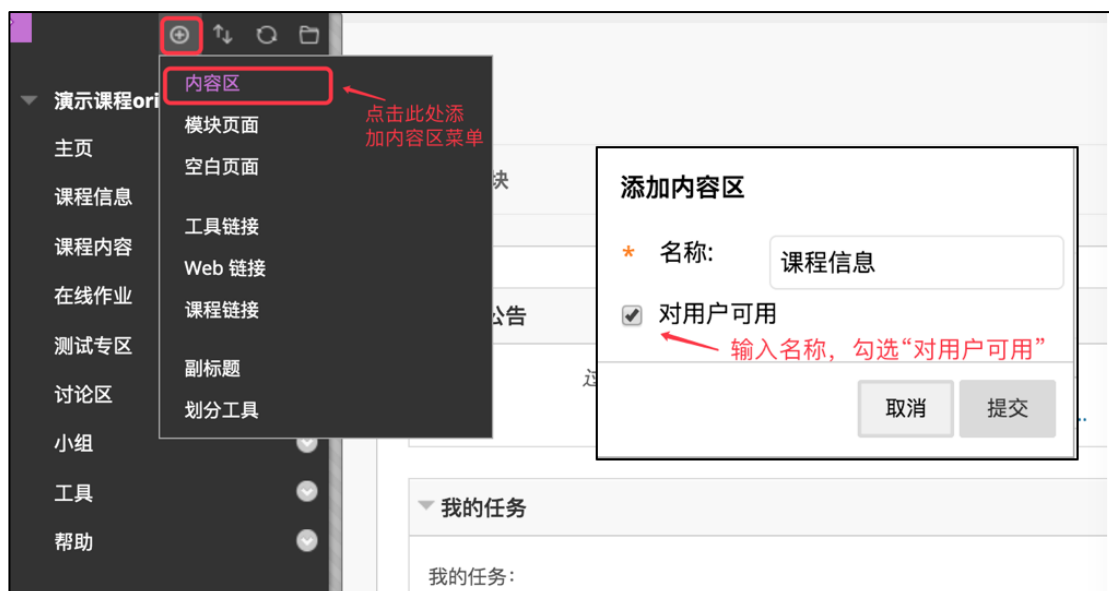 演示课程ori
主页
课程信息
课程内容
在线作业
测试专区
讨论区
小组
工具
帮助
内容区
模块页面
空白页面
工具链接
Web 链接
课程链接
副标题
划分工具
点击此处添
加内容区菜单
块
公告
过
添加内容区
* 名称:
课程信息
对用户可用
输入名称，勾选“对用户可用”
取消
提交
..
我的任务
我的任务: